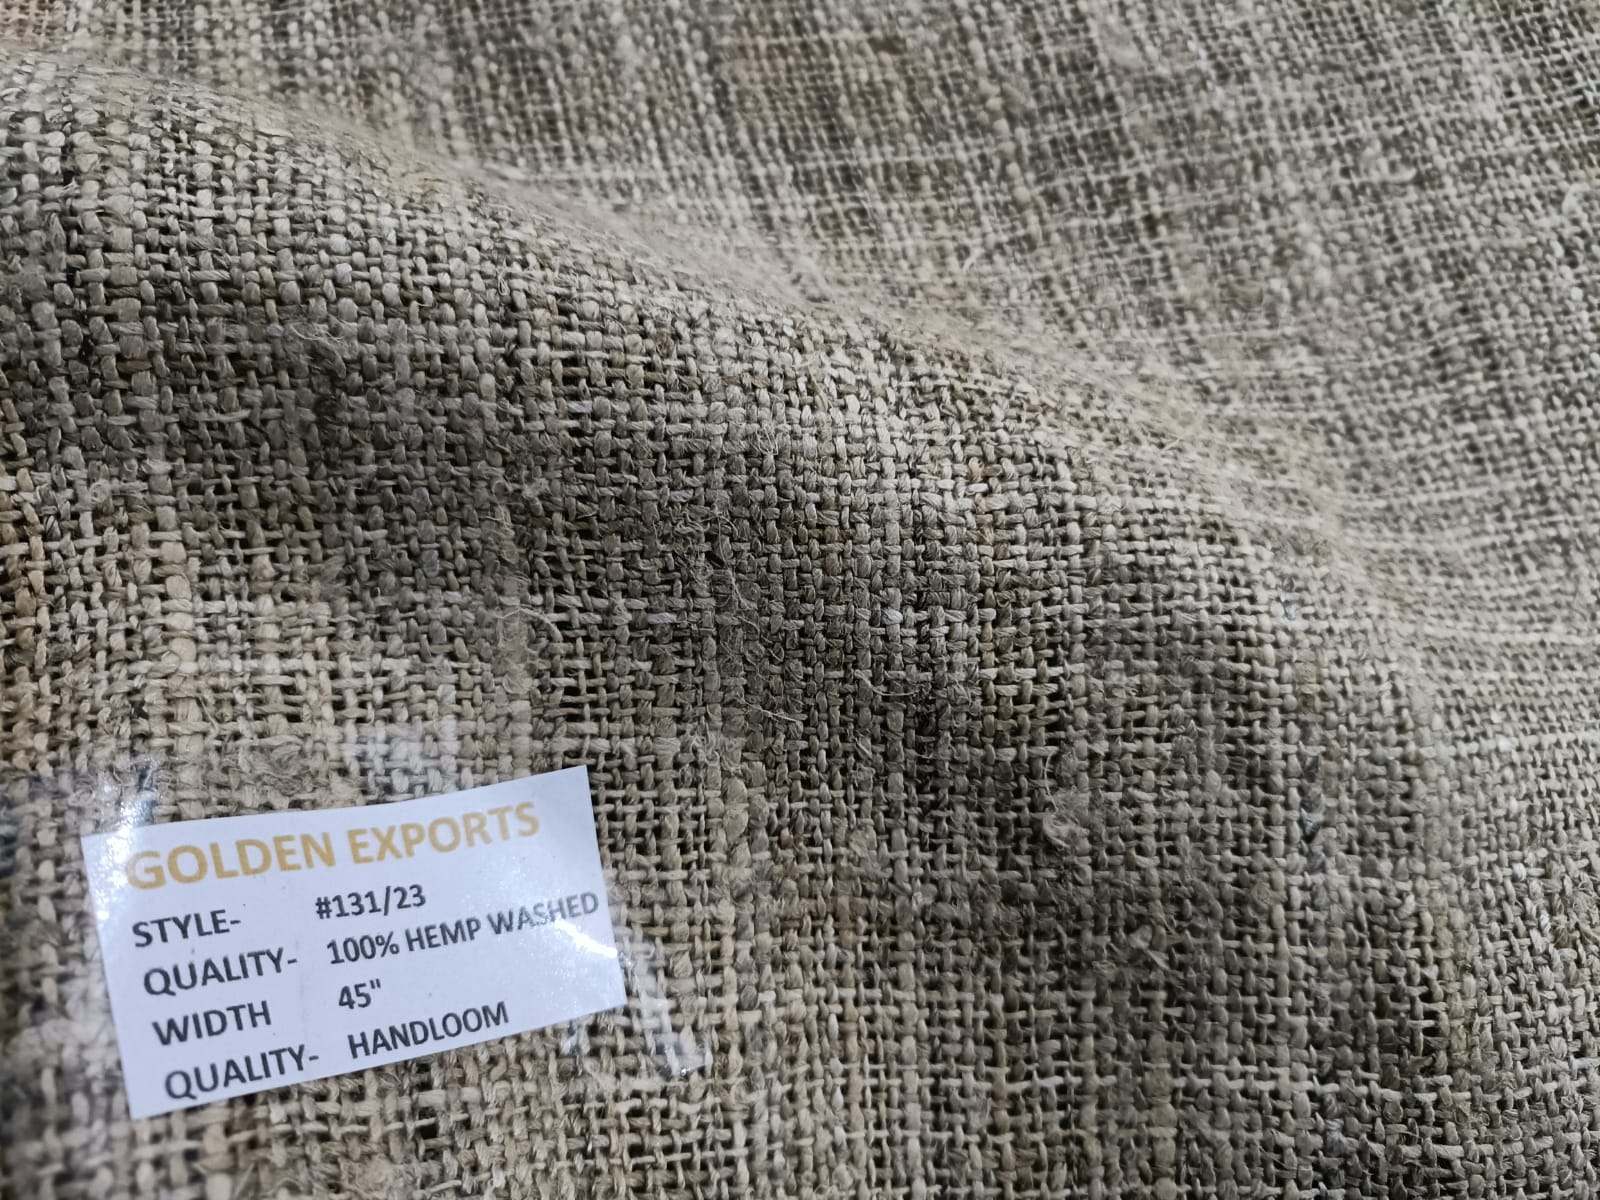 GOLDEN EXPORTS
STYLE- #131/23
QUALITY- 100% HEMP WASHED
WIDTH 45"
QUALITY- HANDLOOM